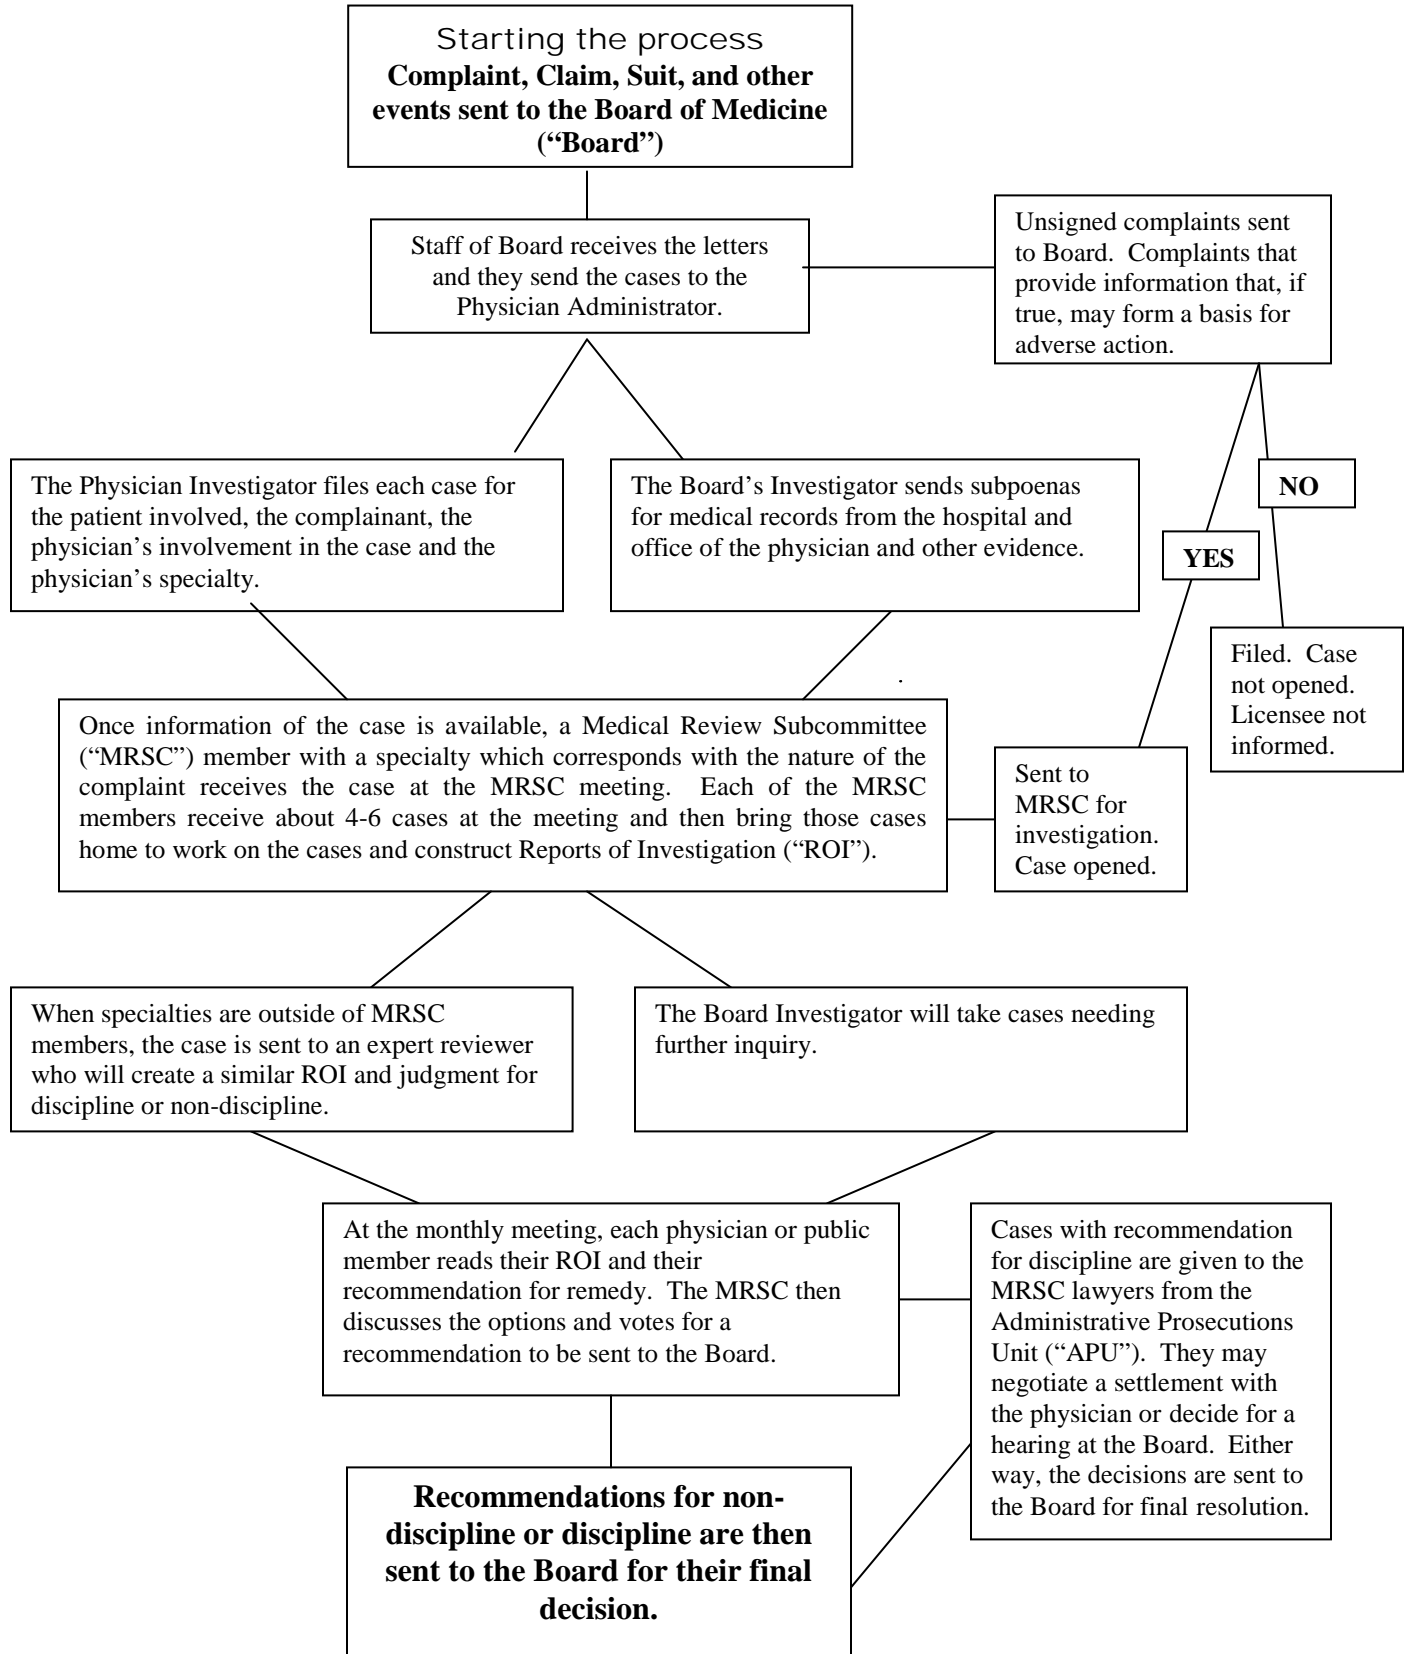 Starting the process
Complaint, Claim, Suit, and other
events sent to the Board of Medicine
(“Board”)
Staff of Board receives the letters
and they send the cases to the
Physician Administrator.
Unsigned complaints sent
to Board.  Complaints that
provide information that, if
true, may form a basis for
adverse action.
The Physician Investigator files each case for
the patient involved, the complainant, the
physician’s involvement in the case and the
physician’s specialty.
The Board’s Investigator sends subpoenas
for medical records from the hospital and
office of the physician and other evidence.
NO
YES
Filed.  Case
not opened.
Licensee not
informed.
Once information of the case is available, a Medical Review Subcommittee
(“MRSC”) member with a specialty which corresponds with the nature of the
complaint receives the case at the MRSC meeting.  Each of the MRSC
members receive about 4-6 cases at the meeting and then bring those cases
home to work on the cases and construct Reports of Investigation (“ROI”).
Sent to
MRSC for
investigation.
Case opened.
When specialties are outside of MRSC
members, the case is sent to an expert reviewer
who will create a similar ROI and judgment for
discipline or non-discipline.
The Board Investigator will take cases needing
further inquiry.
At the monthly meeting, each physician or public
member reads their ROI and their
recommendation for remedy.  The MRSC then
discusses the options and votes for a
recommendation to be sent to the Board.
Cases with recommendation
for discipline are given to the
MRSC lawyers from the
Administrative Prosecutions
Unit (“APU”).  They may
negotiate a settlement with
the physician or decide for a
hearing at the Board.  Either
way, the decisions are sent to
the Board for final resolution.
Recommendations for non-
discipline or discipline are then
sent to the Board for their final
decision.